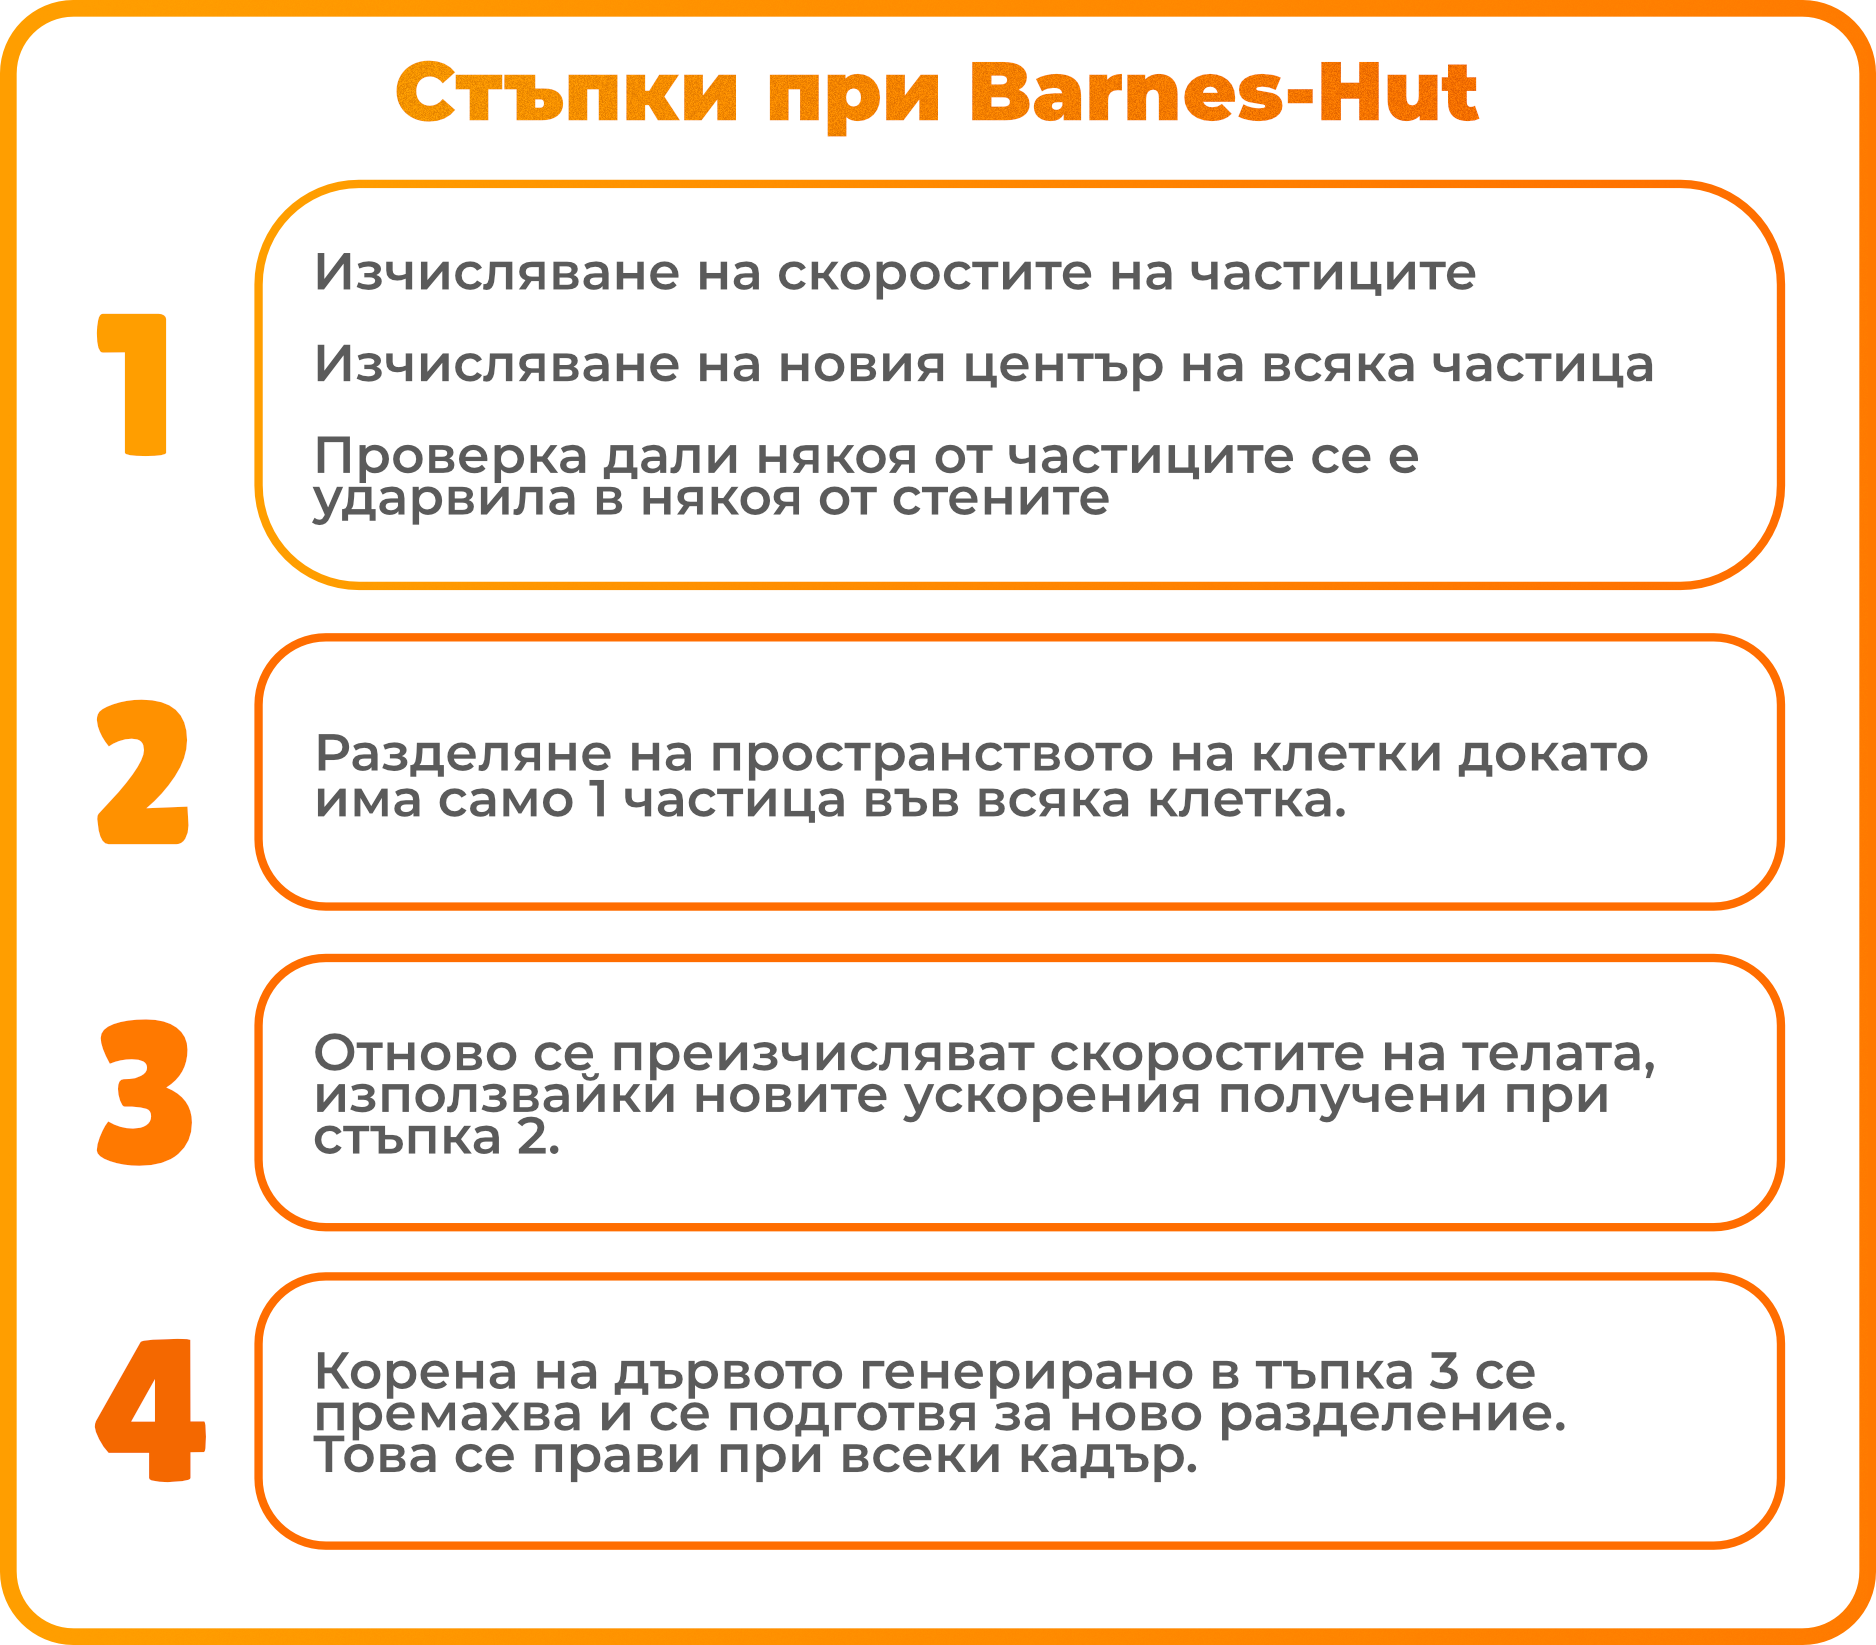 Стъпки при Barnes-Hut
1
Изчисляване на скоростите на частиците
Изчисляване на новия център на всяка частица
Проверка дали някоя от частиците се е
ударвила в някоя от стените
2
Разделяне на пространството на клетки докато
има само 1 частица във всяка клетка.
3
Отново се преизчисляват скоростите на телата,
използвайки новите ускорения получени при
стъпка 2.
4
Корена на дървото генерирано в тъпка 3 се
премахва и се подготвя за ново разделение.
Това се прави при всеки кадър.